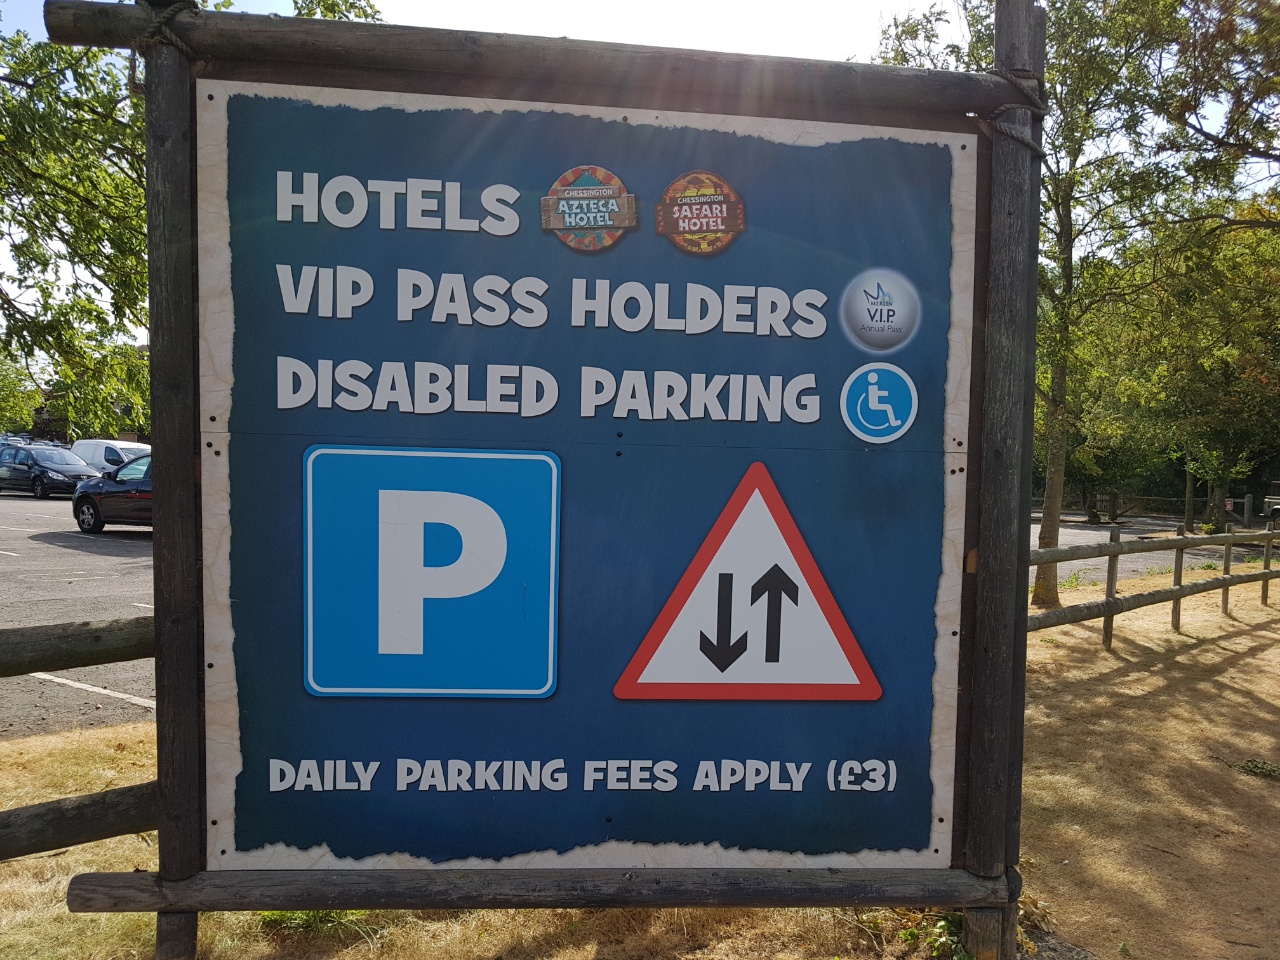 HOTELS
CHESSINGTON
AZTECA
HOTEL
CHESSINGTON
SAFARI
HOTEL
VIP PASS HOLDERS
MERLIN
V.I.P.
Annual Pass
DISABLED PARKING
P
DAILY PARKING FEES APPLY (£3)